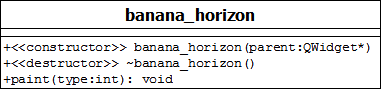 banana_horizon
+<<constructor>> banana_horizon(parent:QWidget*)
+<<destructor>> ~banana_horizon()
+paint(type:int): void